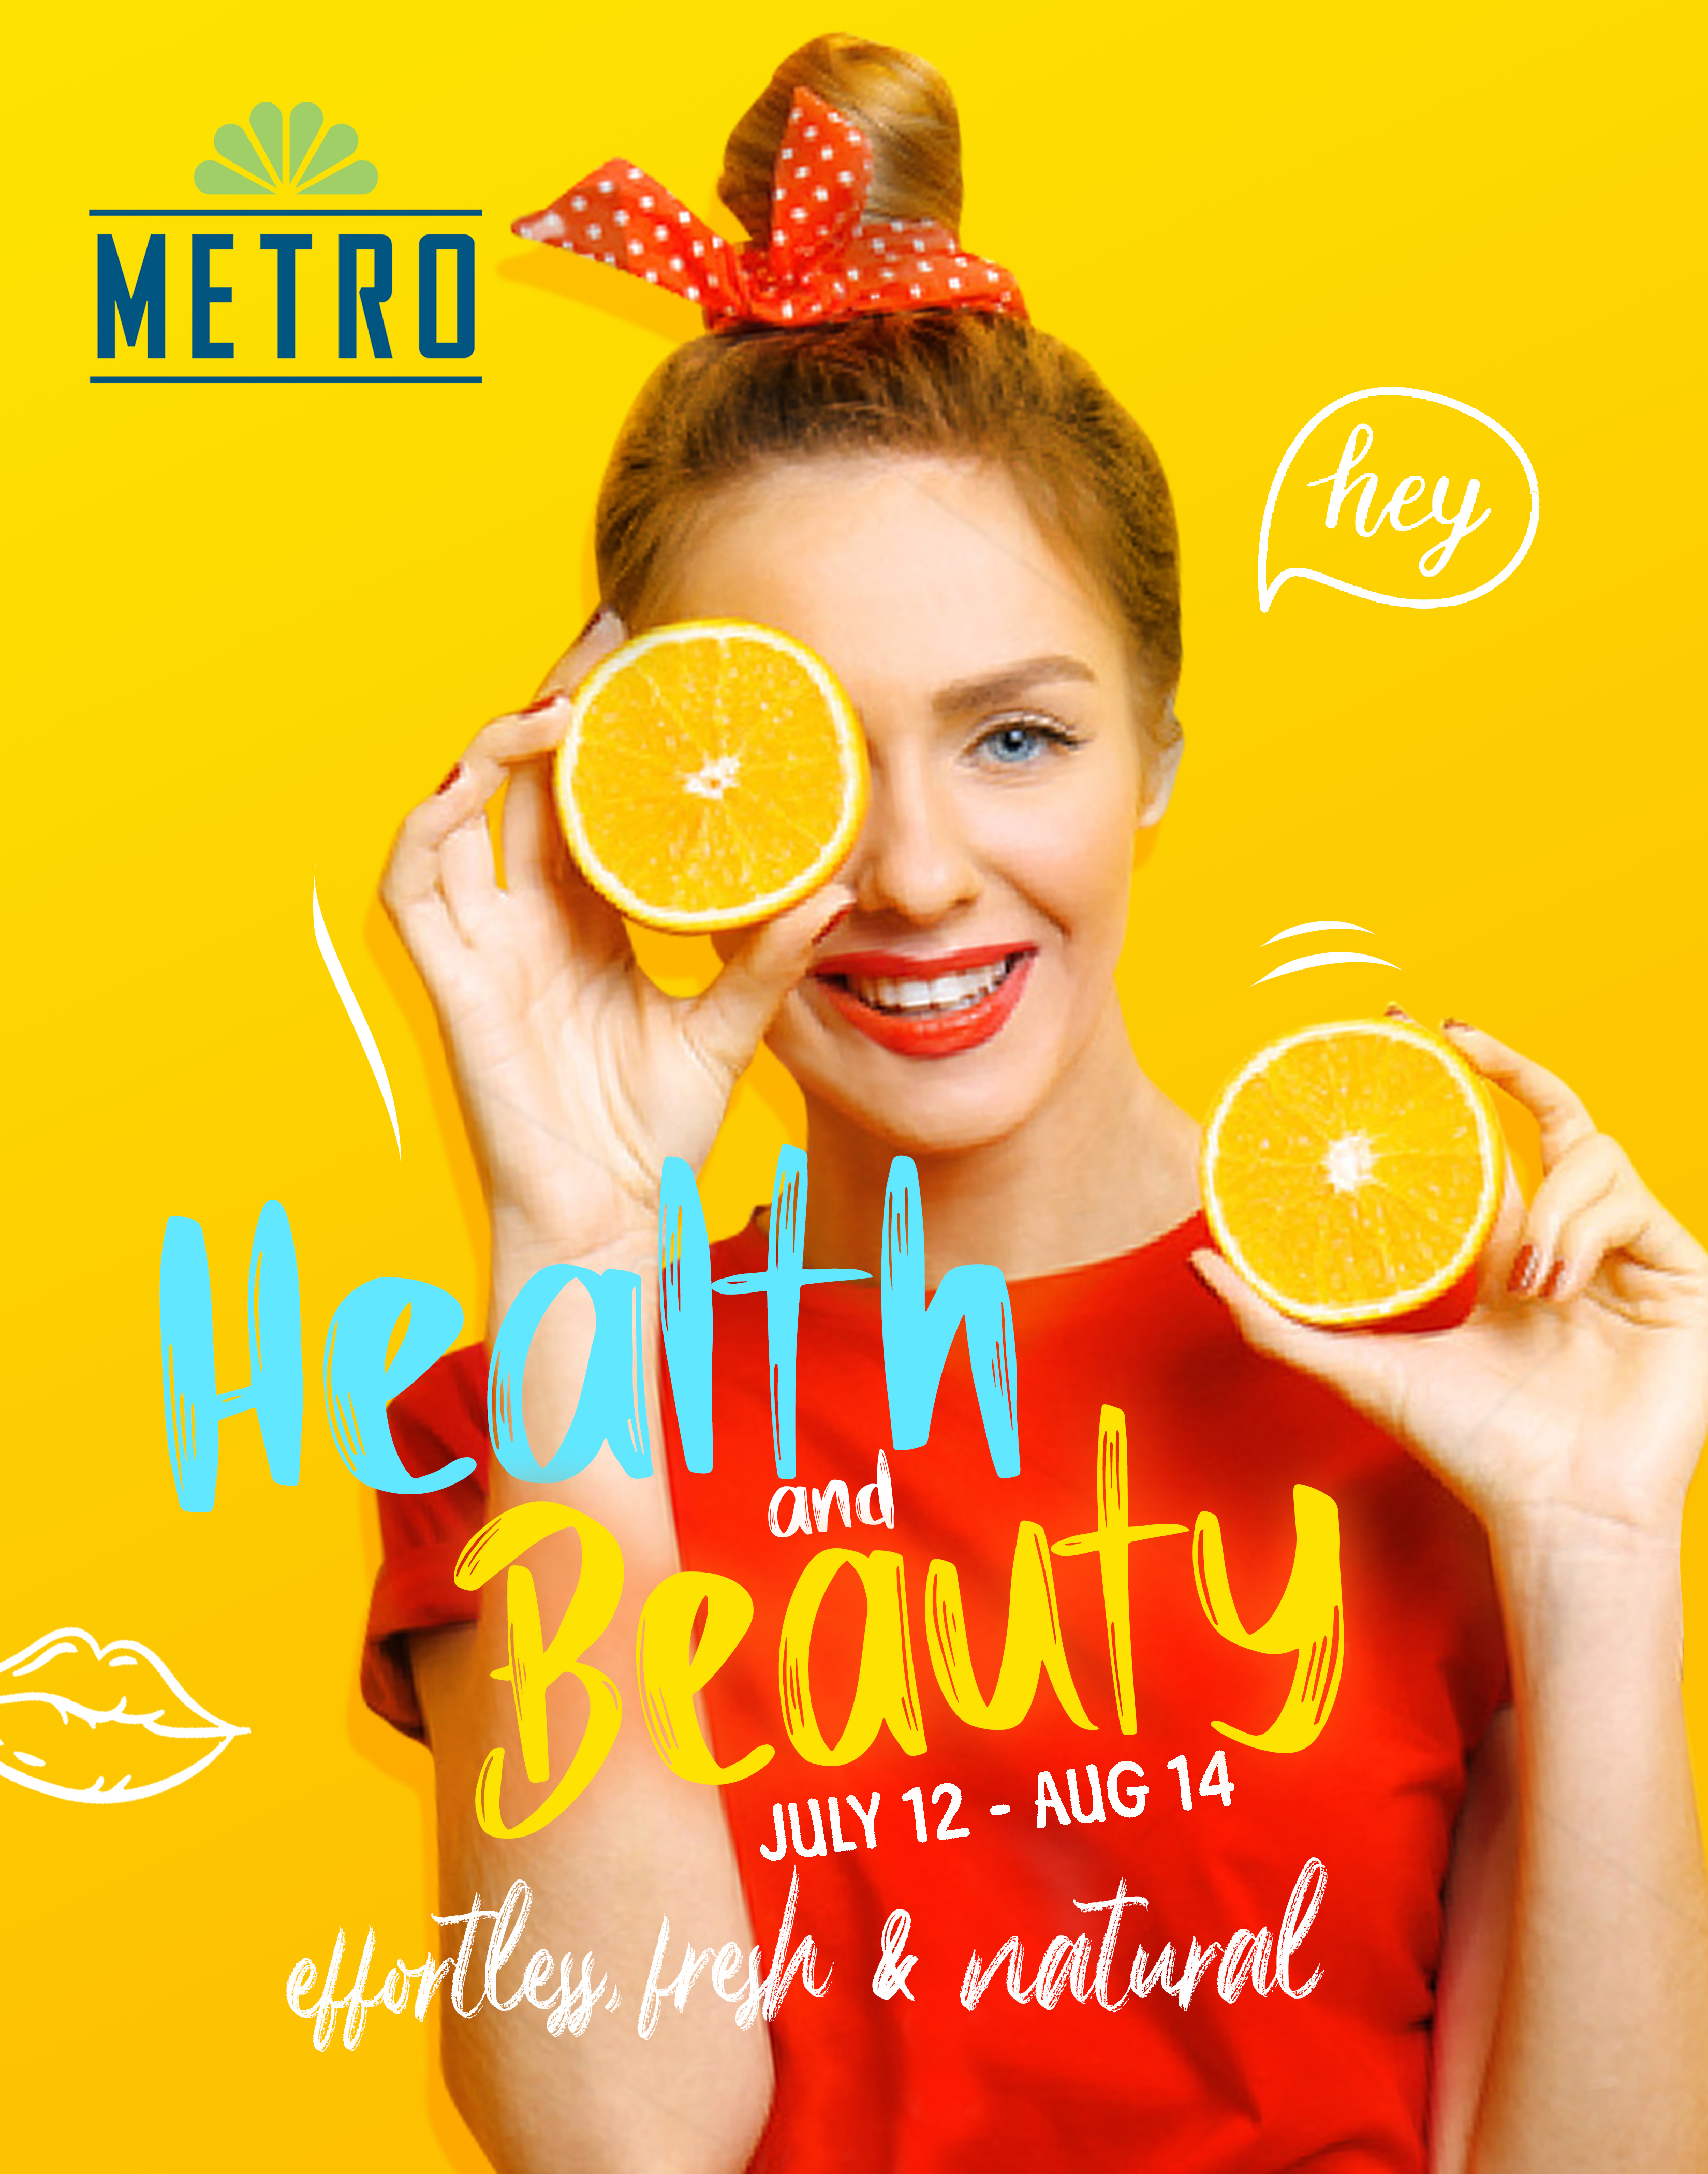 METRO
hey
Health
and
Beauty
JULY 12 - AUG 14
effortless, fresh & natural